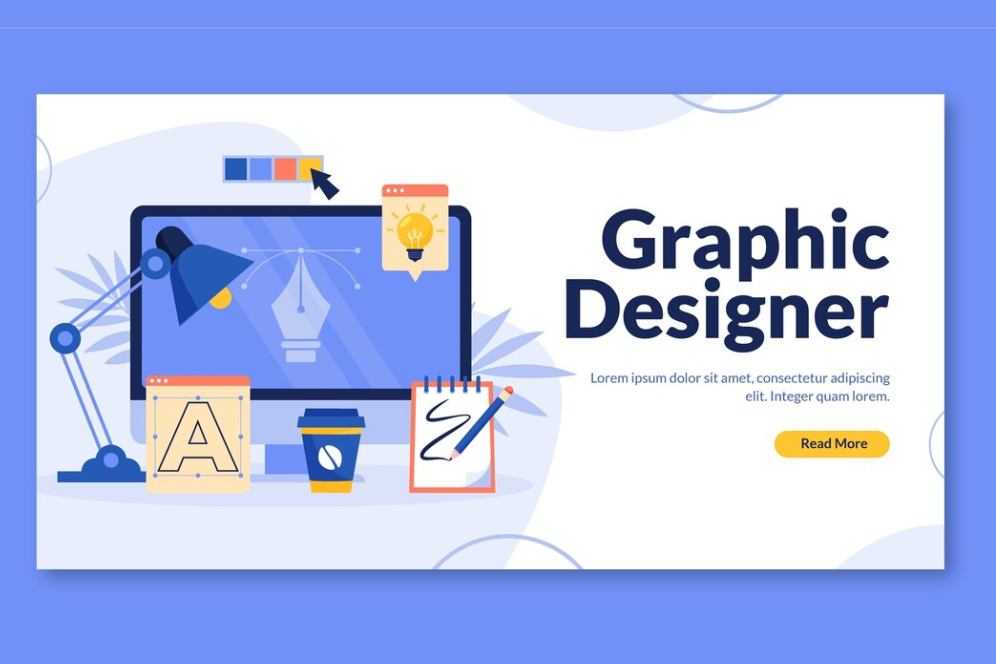 Graphic
Designer
Lorem ipsum dolor sit amet, consectetur adipiscing
elit. Integer quam lorem.
Read More
A